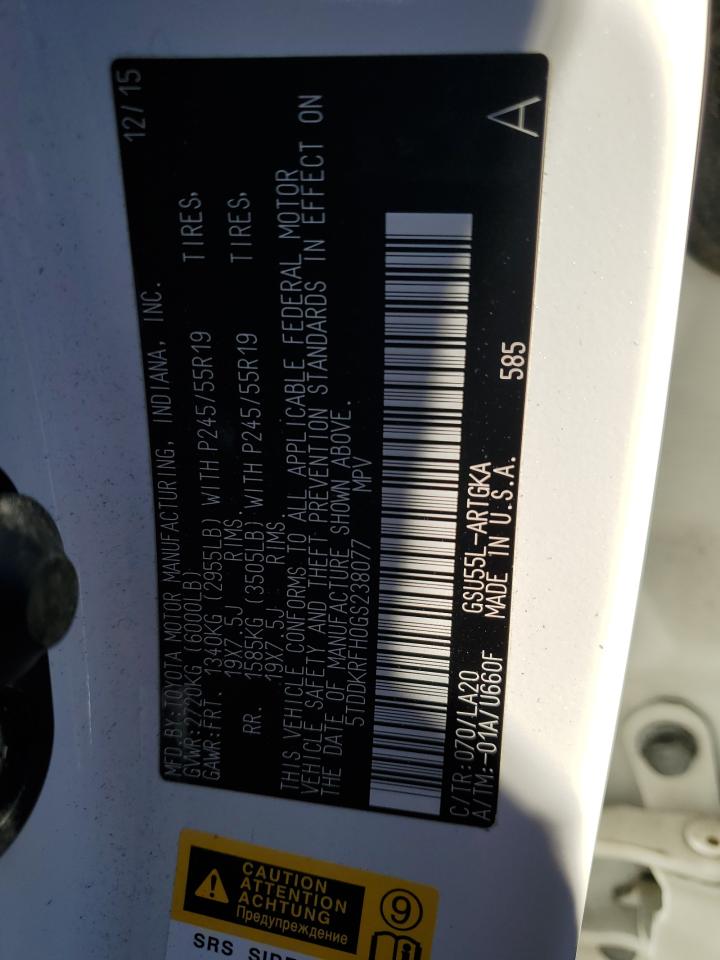 MFD.BY:TOYOTA MOTOR MANUFACTURING, INDIANA, INC. 12/15
GVWR:2720KG (6000LB)
GAWR:FRT. 1340KG (2955LB) WITH P245/55R19 TIRES,
19X7.5J RIMS.
RR. 1585KG (3505LB) WITH P245/55R19 TIRES,
19X7.5J RIMS
THIS VEHICLE CONFORMS TO ALL APPLICABLE FEDERAL MOTOR
VEHICLE SAFETY AND THEFT PREVENTION STANDARDS IN EFFECT ON
THE DATE OF MANUFACTURE SHOWN ABOVE.
5TDDKRFH0GS238077 MPV
C/TR:070/LA20 GSU55L-ARTGKA 585 A
A/TM:-01A/U660F MADE IN U.S.A.
CAUTION
ATTENTION
ACHTUNG
Предупреждение
9
SRS SIDE